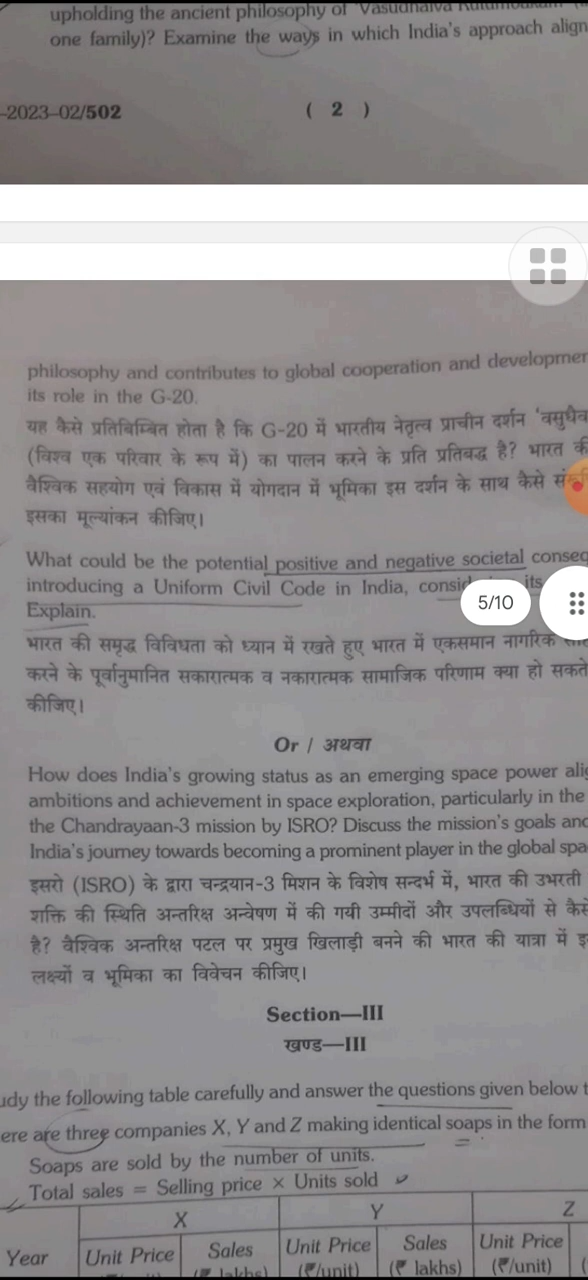 upholding the ancient philosophy of 'Vasudhaiva
one family)? Examine the ways in which India's approach align
-2023-02/502
( 2 )
philosophy and contributes to global cooperation and developmen
its role in the G-20.
यह कैसे प्रतिबिम्बित होता है कि G-20 में भारतीय नेतृत्व प्राचीन दर्शन 'वसुधैव
(विश्व एक परिवार के रूप में) का पालन करने के प्रति प्रतिबद्ध है? भारत की
वैश्विक सहयोग एवं विकास में योगदान में भूमिका इस दर्शन के साथ कैसे
इसका मूल्यांकन कीजिए।
What could be the potential positive and negative societal conseq
introducing a Uniform Civil Code in India, its
5/10
Explain.
भारत की समृद्ध विविधता को ध्यान में रखते हुए भारत में एकसमान नागरिक
करने के पूर्वानुमानित सकारात्मक व नकारात्मक सामाजिक परिणाम क्या हो सकते
कीजिए।
Or / अथवा
How does India's growing status as an emerging space power alig
ambitions and achievement in space exploration, particularly in the
the Chandrayaan-3 mission by ISRO? Discuss the mission's goals and
India's journey towards becoming a prominent player in the global spa
इसरो (ISRO) के द्वारा चन्द्रयान-3 मिशन के विशेष सन्दर्भ में, भारत की उभरती
शक्ति की स्थिति अन्तरिक्ष अन्वेषण में की गयी उम्मीदों और उपलब्धियों से कैसे
है? वैश्विक अन्तरिक्ष पटल पर प्रमुख खिलाड़ी बनने की भारत की यात्रा में
लक्ष्यों व भूमिका का विवेचन कीजिए।
Section—III
खण्ड—III
udy the following table carefully and answer the questions given below t
ere are three companies X, Y and Z making identical soaps in the form
Soaps are sold by the number of units.
Total sales = Selling price × Units sold
X Y Z
Year Unit Price Sales Unit Price Sales Unit Price
(₹ lakhs) (₹/unit) (₹ lakhs) (₹/unit)